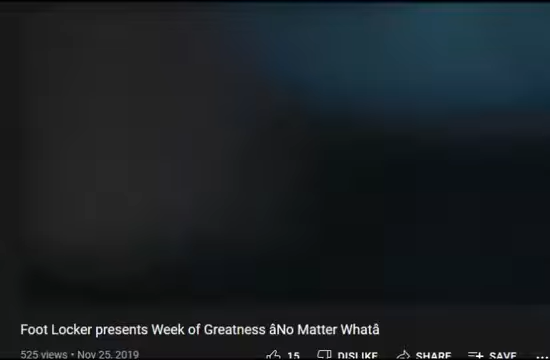 Foot Locker presents Week of Greatness âNo Matter Whatâ
525 views • Nov 25, 2019 15 DISLIKE SHARE SAVE